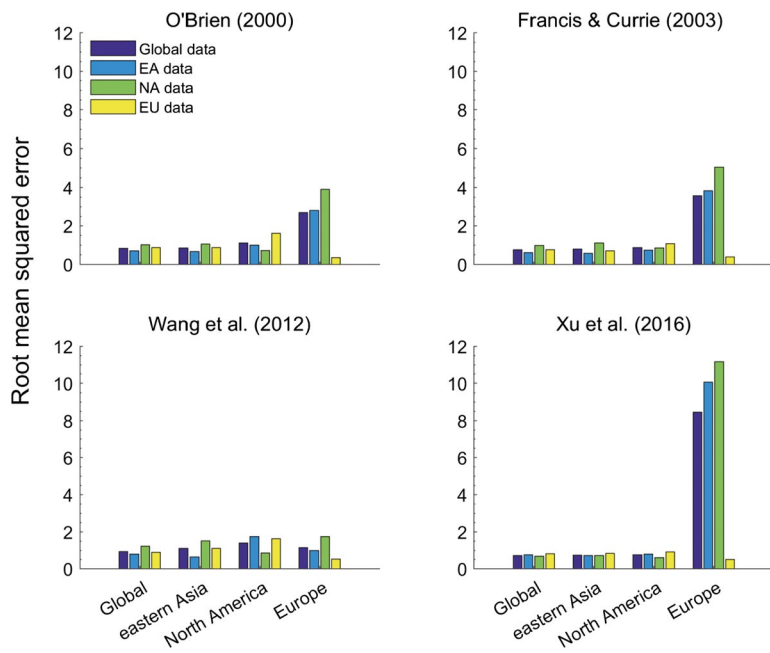 O'Brien (2000)
Francis & Currie (2003)
12
10
8
6
4
2
0
Global data
EA data
NA data
EU data
12
10
8
6
4
2
0
Root mean squared error
Wang et al. (2012)
Xu et al. (2016)
12
10
8
6
4
2
0
12
10
8
6
4
2
0
Global
eastern Asia
North America
Europe
Global
eastern Asia
North America
Europe